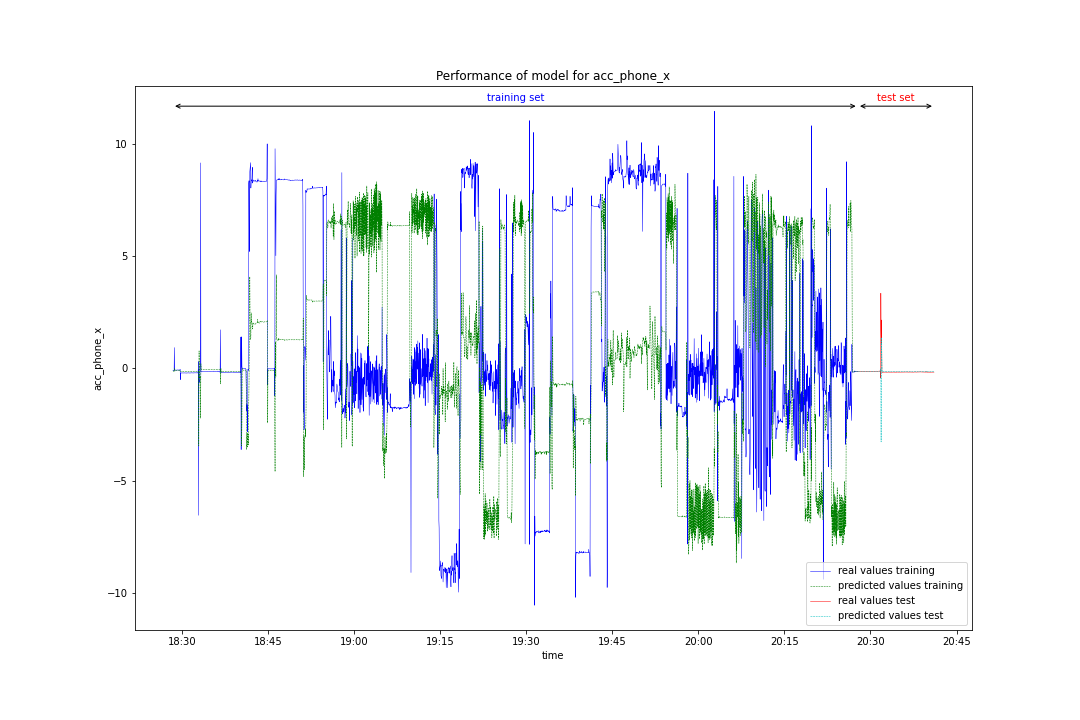 Performance of model for acc_phone_x
training set
test set
acc_phone_x
10
5
0
−5
−10
18:30
18:45
19:00
19:15
19:30
19:45
20:00
20:15
20:30
20:45
time
real values training
predicted values training
real values test
predicted values test